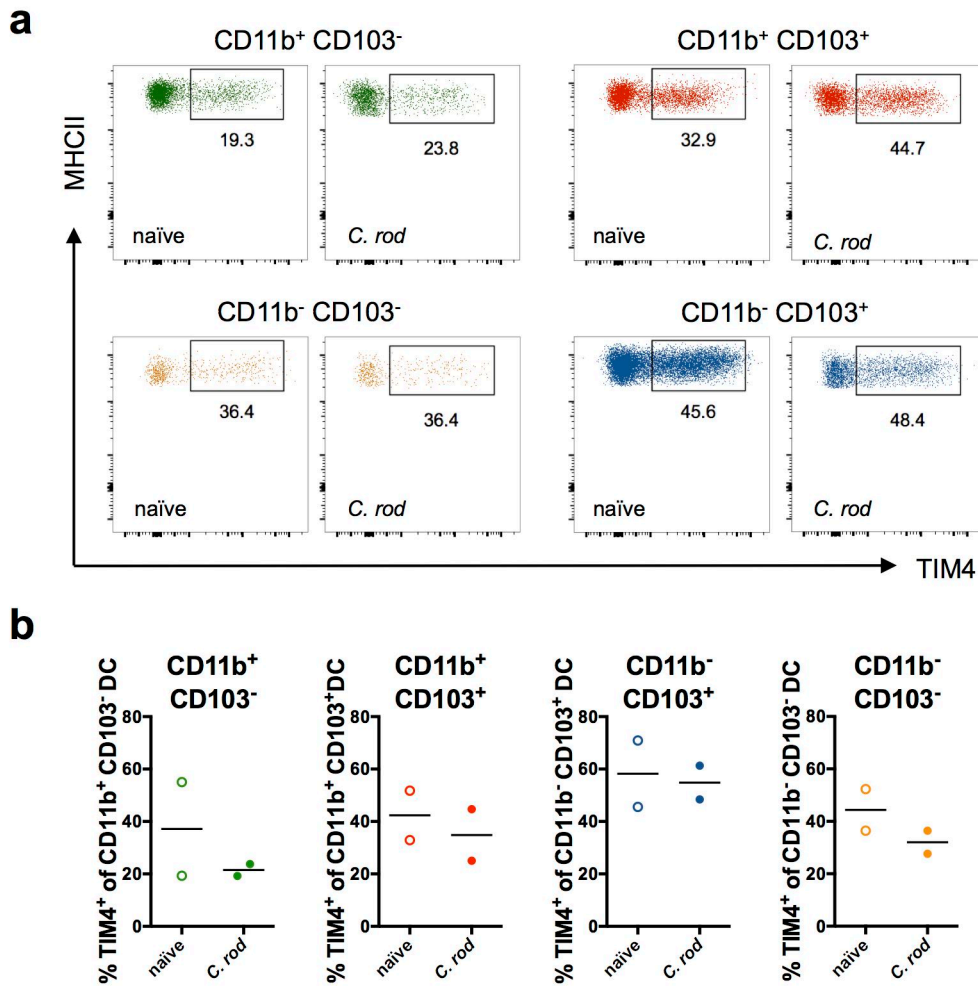 a
CD11b⁺ CD103⁻
CD11b⁺ CD103⁺
MHCII
19.3
naïve
23.8
C. rod
32.9
naïve
44.7
C. rod
CD11b⁻ CD103⁻
CD11b⁻ CD103⁺
36.4
naïve
36.4
C. rod
45.6
naïve
48.4
C. rod
TIM4
b
CD11b⁺
CD103⁻
% TIM4⁺ of CD11b⁺ CD103⁻ DC
80
60
40
20
0
naïve
C. rod
CD11b⁺
CD103⁺
% TIM4⁺ of CD11b⁺ CD103⁺DC
80
60
40
20
0
naïve
C. rod
CD11b⁻
CD103⁺
% TIM4⁺ of CD11b⁻ CD103⁺ DC
80
60
40
20
0
naïve
C. rod
CD11b⁻
CD103⁻
% TIM4⁺ of CD11b⁻ CD103⁻ DC
80
60
40
20
0
naïve
C. rod